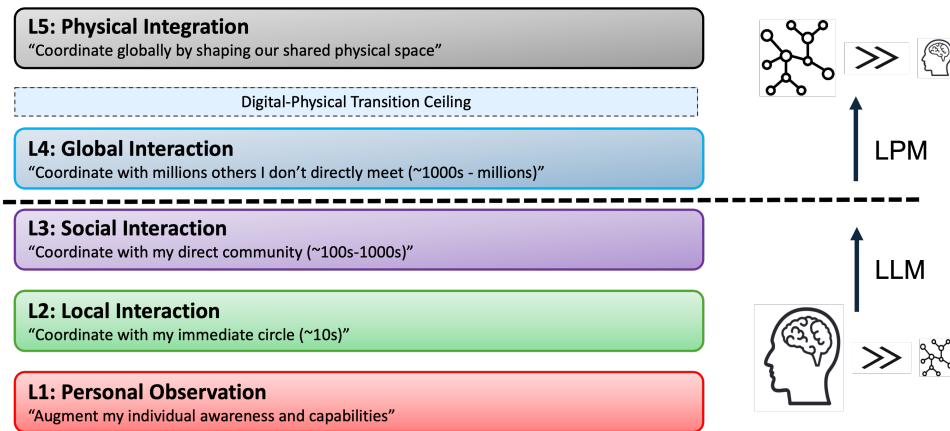 L5: Physical Integration
“Coordinate globally by shaping our shared physical space”
Digital-Physical Transition Ceiling
L4: Global Interaction
“Coordinate with millions others I don’t directly meet (~1000s - millions)”
LPM
L3: Social Interaction
“Coordinate with my direct community (~100s-1000s)”
LLM
L2: Local Interaction
“Coordinate with my immediate circle (~10s)”
L1: Personal Observation
“Augment my individual awareness and capabilities”